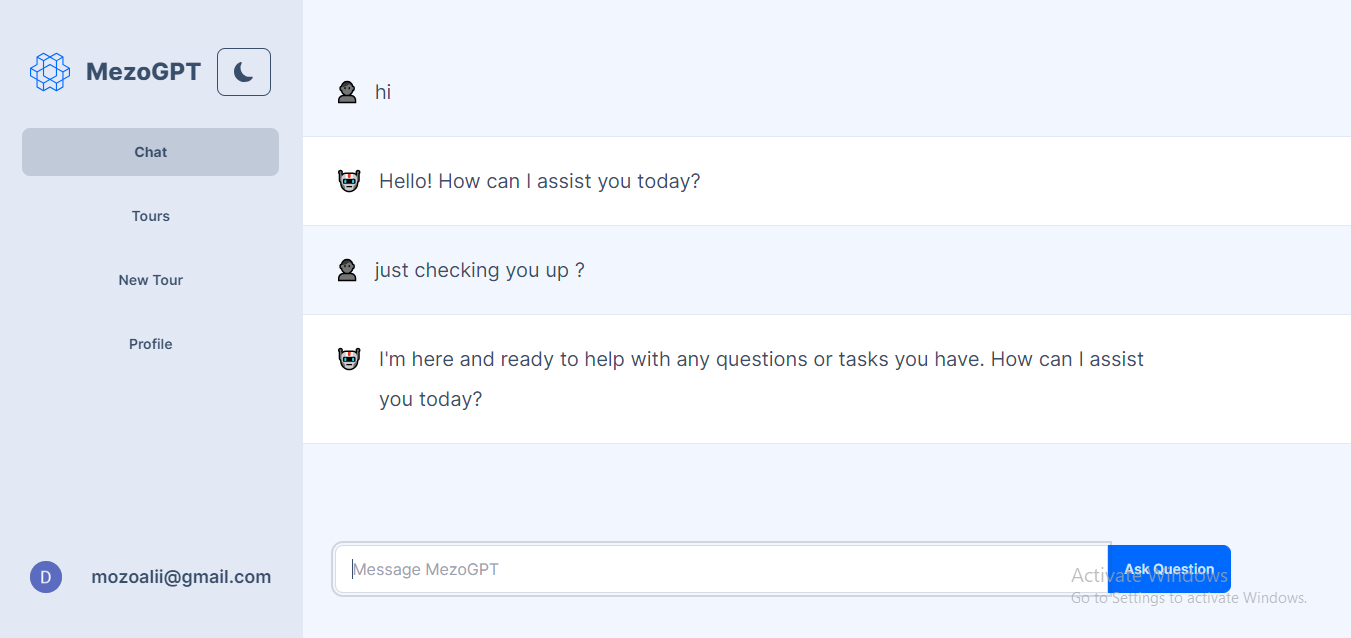 MezoGPT
Chat
Tours
New Tour
Profile
D
mozoalii@gmail.com
hi
Hello! How can I assist you today?
just checking you up ?
I'm here and ready to help with any questions or tasks you have. How can I assist
you today?
Message MezoGPT
Ask Question
Activate Windows
Go to Settings to activate Windows.